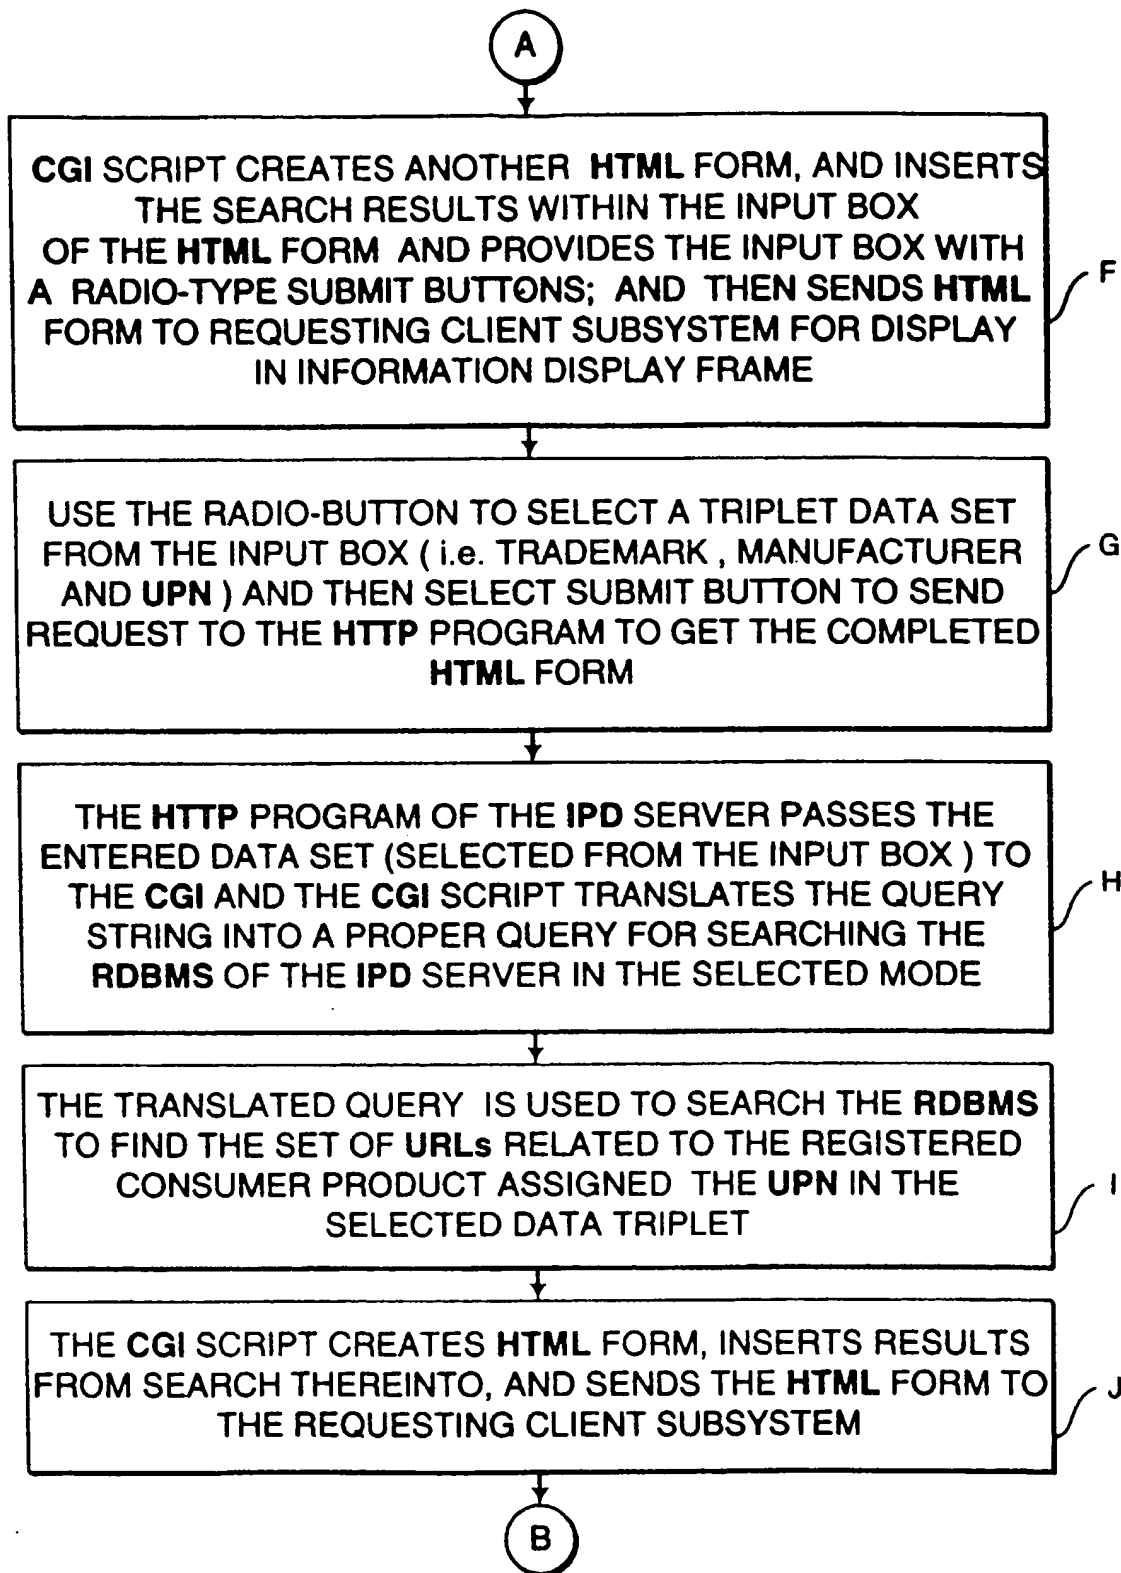 A
CGI SCRIPT CREATES ANOTHER HTML FORM, AND INSERTS
THE SEARCH RESULTS WITHIN THE INPUT BOX
OF THE HTML FORM AND PROVIDES THE INPUT BOX WITH
A RADIO-TYPE SUBMIT BUTTONS; AND THEN SENDS HTML
FORM TO REQUESTING CLIENT SUBSYSTEM FOR DISPLAY
IN INFORMATION DISPLAY FRAME
F
USE THE RADIO-BUTTON TO SELECT A TRIPLET DATA SET
FROM THE INPUT BOX ( i.e. TRADEMARK , MANUFACTURER
AND UPN ) AND THEN SELECT SUBMIT BUTTON TO SEND
REQUEST TO THE HTTP PROGRAM TO GET THE COMPLETED
HTML FORM
G
THE HTTP PROGRAM OF THE IPD SERVER PASSES THE
ENTERED DATA SET (SELECTED FROM THE INPUT BOX ) TO
THE CGI AND THE CGI SCRIPT TRANSLATES THE QUERY
STRING INTO A PROPER QUERY FOR SEARCHING THE
RDBMS OF THE IPD SERVER IN THE SELECTED MODE
H
THE TRANSLATED QUERY IS USED TO SEARCH THE RDBMS
TO FIND THE SET OF URLs RELATED TO THE REGISTERED
CONSUMER PRODUCT ASSIGNED THE UPN IN THE
SELECTED DATA TRIPLET
I
THE CGI SCRIPT CREATES HTML FORM, INSERTS RESULTS
FROM SEARCH THEREINTO, AND SENDS THE HTML FORM TO
THE REQUESTING CLIENT SUBSYSTEM
J
B